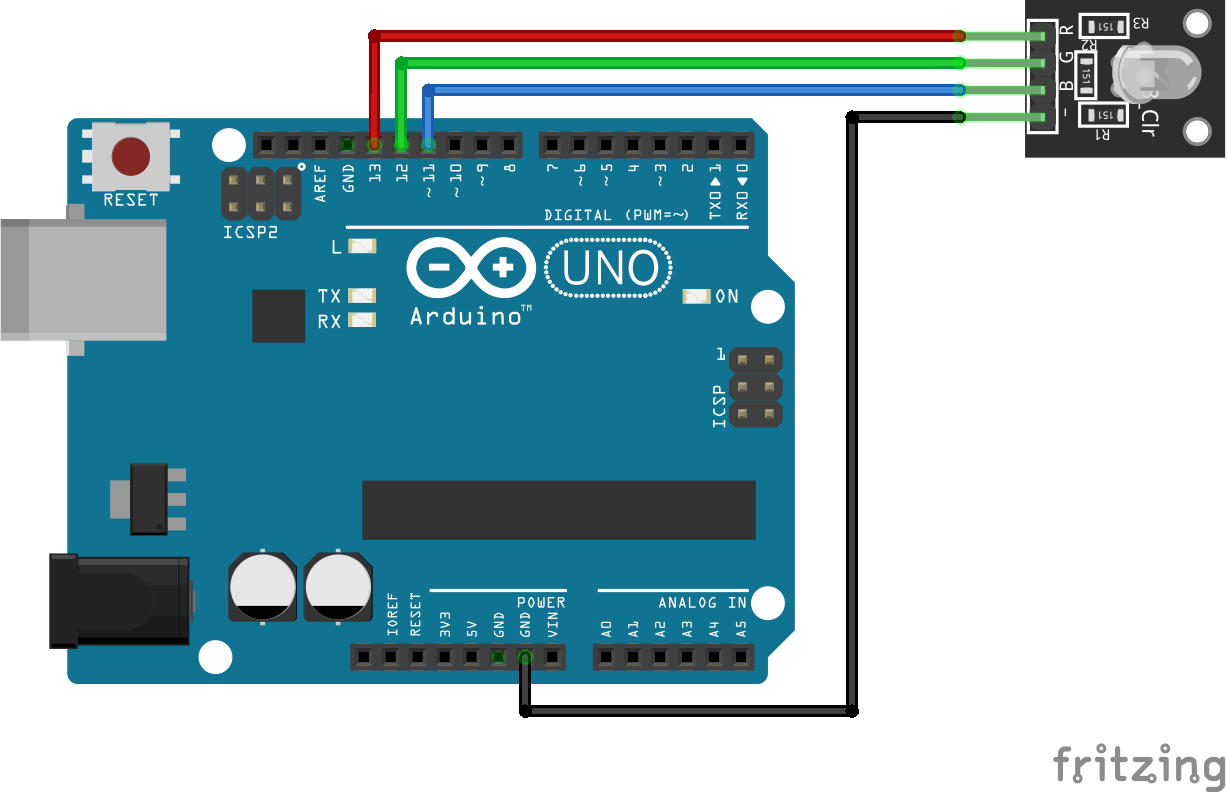 R3
151
R
R2
G
151
B
-
Clr
151
R1
RESET
ICSP2
AREF
GND
13
12
~11
~10
~9
8
7
~6
~5
4
~3
2
TX0▶1
RX0◀0
DIGITAL (PWM=~)
L
TX
RX
UNO
Arduino™
ON
1
ICSP
IOREF
RESET
3V3
5V
GND
GND
VIN
POWER
ANALOG IN
A0
A1
A2
A3
A4
A5
fritzing